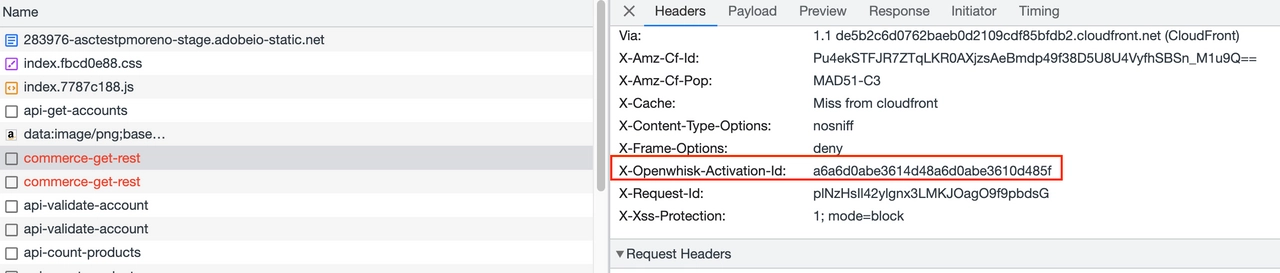 Name
283976-asctestpmoreno-stage.adobeio-static.net
index.fbcd0e88.css
index.7787c188.js
api-get-accounts
a data:image/png;base…
commerce-get-rest
commerce-get-rest
api-validate-account
api-validate-account
api-count-products
Headers Payload Preview Response Initiator Timing
Via: 1.1 de5b2c6d0762baeb0d2109cdf85bfdb2.cloudfront.net (CloudFront)
X-Amz-Cf-Id: Pu4ekSTFJR7ZTqLKR0AXjzsAeBmdp49f38D5U8U4VyfhSBSn_M1u9Q==
X-Amz-Cf-Pop: MAD51-C3
X-Cache: Miss from cloudfront
X-Content-Type-Options: nosniff
X-Frame-Options: deny
X-Openwhisk-Activation-Id: a6a6d0abe3614d48a6d0abe3610d485f
X-Request-Id: plNzHsIl42ylgnx3LMKJOagO9f9pbdsG
X-Xss-Protection: 1; mode=block
Request Headers